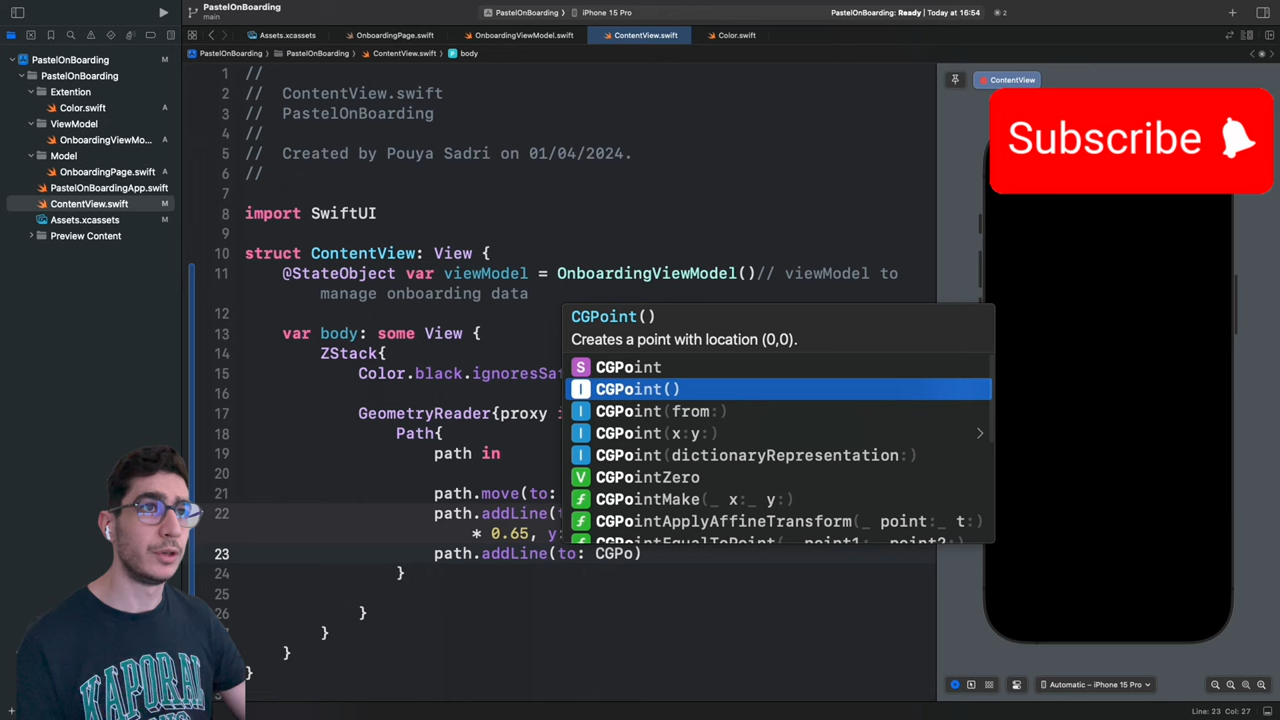 PastelOnBoarding
main
PastelOnBoarding
iPhone 15 Pro
PastelOnBoarding: Ready | Today at 16:54
2
Assets.xcassets
OnboardingPage.swift
OnboardingViewModel.swift
ContentView.swift
Color.swift
PastelOnBoarding
PastelOnBoarding
ContentView.swift
body
PastelOnBoarding M
PastelOnBoarding
Extention
Color.swift A
ViewModel
OnboardingViewMo... A
Model
OnboardingPage.swift A
PastelOnBoardingApp.swift
ContentView.swift M
Assets.xcassets
Preview Content
1 //
2 // ContentView.swift
3 // PastelOnBoarding
4 //
5 // Created by Pouya Sadri on 01/04/2024.
6 //
7
8 import SwiftUI
9
10 struct ContentView: View {
11 @StateObject var viewModel = OnboardingViewModel()// viewModel to
manage onboarding data
12
13 var body: some View {
14 ZStack{
15 Color.black.ignoresSa
16
17 GeometryReader{proxy i
18 Path{
19 path in
20
21 path.move(to:
22 path.addLine(t
* 0.65, y:
23 path.addLine(to: CGPo)
24 }
25
26 }
}
}
}
CGPoint()
Creates a point with location (0,0).
S CGPoint
I CGPoint()
I CGPoint(from:)
I CGPoint(x:y:)
I CGPoint(dictionaryRepresentation:)
V CGPointZero
f CGPointMake(_ x:_ y:)
f CGPointApplyAffineTransform(_ point:_ t:)
f CGPointEqualToPoint(_ point1:_ point2:)
ContentView
Subscribe
Automatic – iPhone 15 Pro
Line: 23 Col: 27
KAPORAL